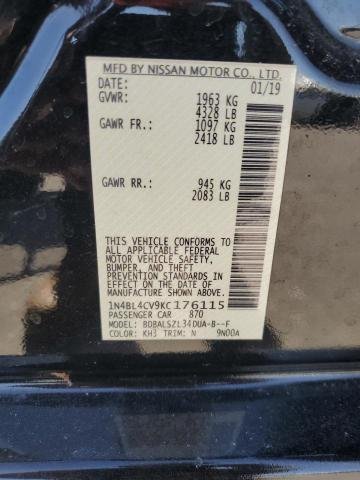 MFD BY NISSAN MOTOR CO., LTD.
DATE: 01/19
GVWR: 1963 KG
4328 LB
GAWR FR.: 1097 KG
2418 LB
GAWR RR.: 945 KG
2083 LB
THIS VEHICLE CONFORMS TO
ALL APPLICABLE FEDERAL
MOTOR VEHICLE SAFETY,
BUMPER, AND THEFT
PREVENTION STANDARDS IN
EFFECT ON THE DATE OF
MANUFACTURE SHOWN ABOVE.
1N4BL4CV9KC176115
PASSENGER CAR 870
MODEL: BDBALSZL34DUA-B--F
COLOR: KH3 TRIM: N 9N00A